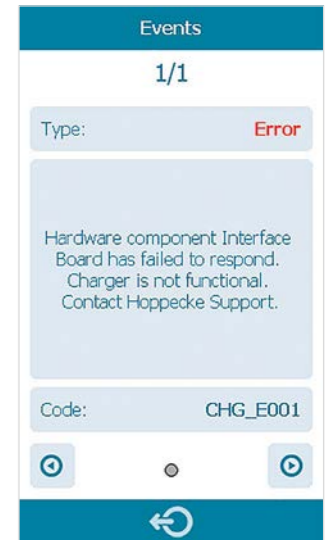 Events
1/1
Type: Error
Hardware component Interface
Board has failed to respond.
Charger is not functional.
Contact Hoppecke Support.
Code: CHG_E001